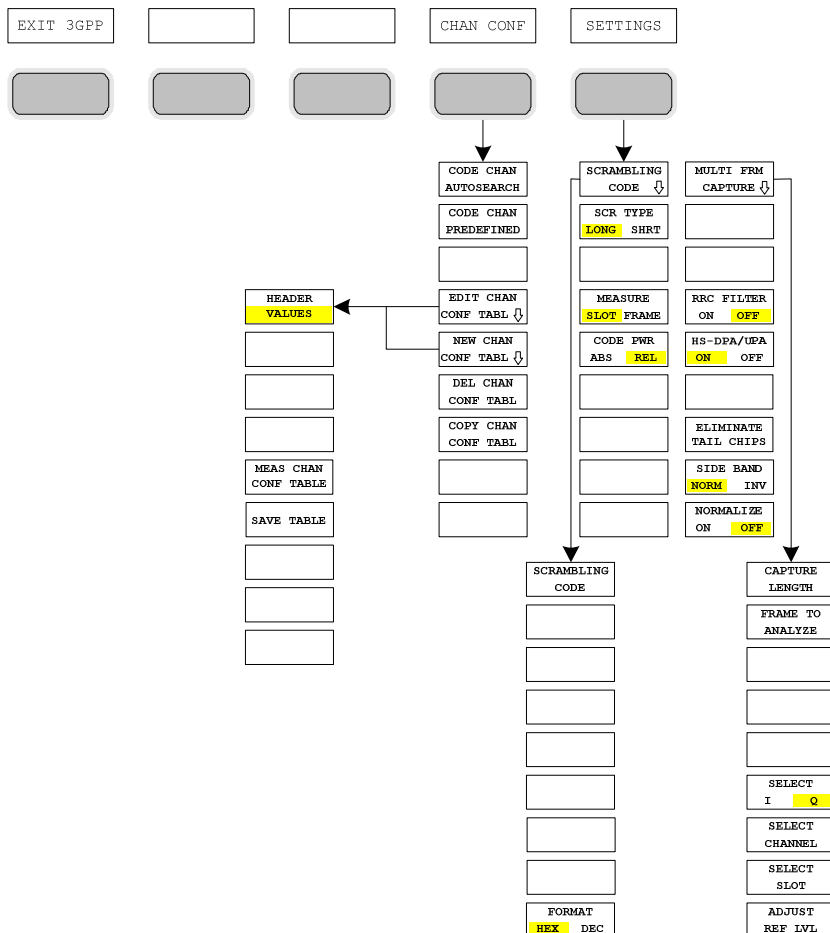 EXIT 3GPP
CHAN CONF
SETTINGS
CODE CHAN
AUTOSEARCH
CODE CHAN
PREDEFINED
EDIT CHAN
CONF TABL
NEW CHAN
CONF TABL
DEL CHAN
CONF TABL
COPY CHAN
CONF TABL
HEADER
VALUES
MEAS CHAN
CONF TABLE
SAVE TABLE
SCRAMBLING
CODE
SCR TYPE
LONG SHRT
MEASURE
SLOT FRAME
CODE PWR
ABS REL
MULTI FRM
CAPTURE
RRC FILTER
ON OFF
HS-DPA/UPA
ON OFF
ELIMINATE
TAIL CHIPS
SIDE BAND
NORM INV
NORMALIZE
ON OFF
SCRAMBLING
CODE
FORMAT
HEX DEC
CAPTURE
LENGTH
FRAME TO
ANALYZE
SELECT
I Q
SELECT
CHANNEL
SELECT
SLOT
ADJUST
REF LVL